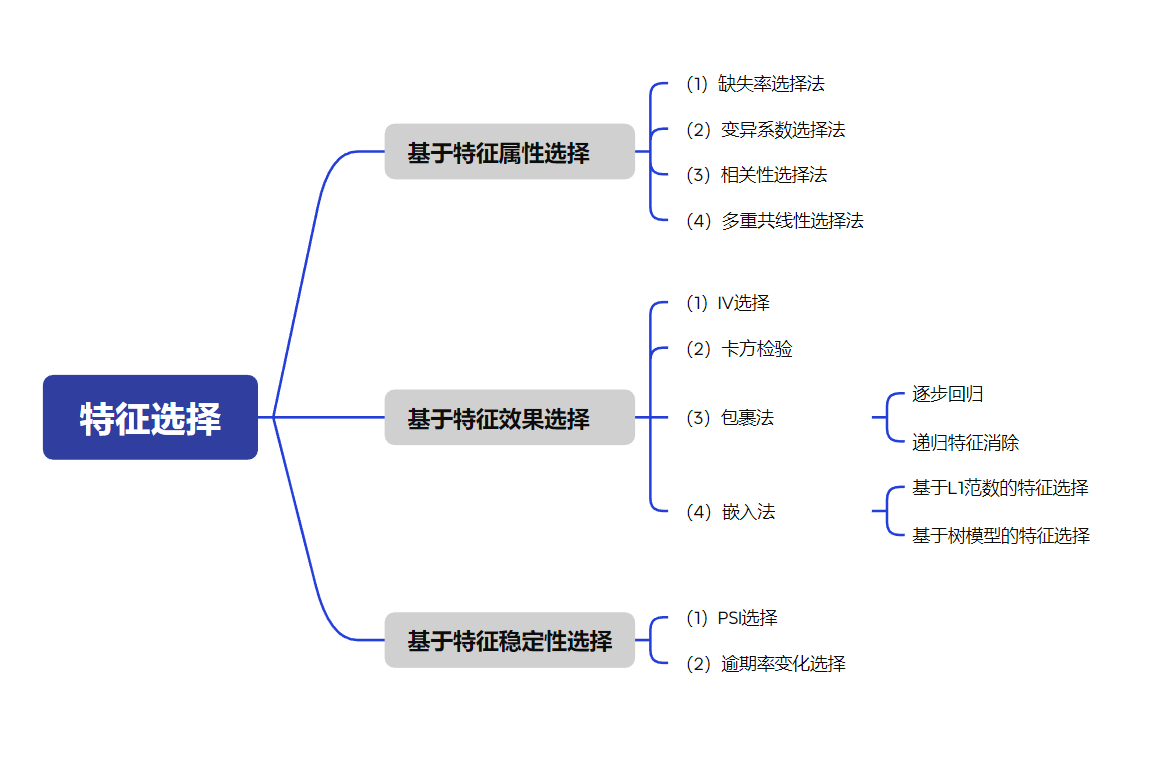 特征选择
基于特征属性选择
（1）缺失率选择法
（2）变异系数选择法
（3）相关性选择法
（4）多重共线性选择法
基于特征效果选择
（1）IV选择
（2）卡方检验
（3）包裹法
逐步回归
递归特征消除
（4）嵌入法
基于L1范数的特征选择
基于树模型的特征选择
基于特征稳定性选择
（1）PSI选择
（2）逾期率变化选择